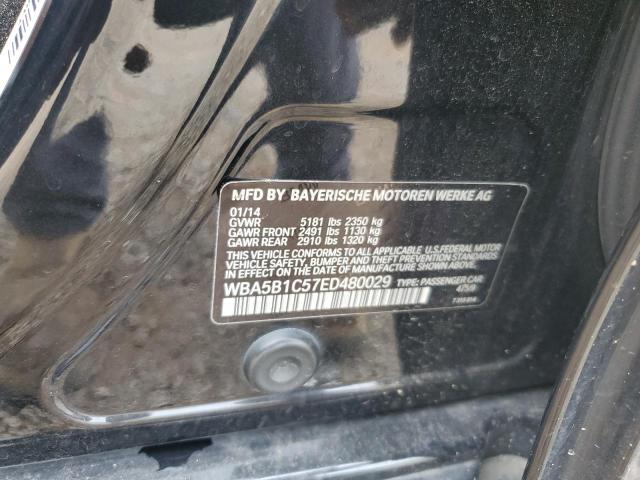 MFD BY BAYERISCHE MOTOREN WERKE AG
01/14
GVWR 5181 lbs 2350 kg
GAWR FRONT 2491 lbs 1130 kg
GAWR REAR 2910 lbs 1320 kg
THIS VEHICLE CONFORMS TO ALL APPLICABLE U.S.FEDERAL MOTOR
VEHICLE SAFETY, BUMPER AND THEFT PREVENTION STANDARDS IN
EFFECT ON THE DATE OF MANUFACTURE SHOWN ABOVE.
WBA5B1C57ED480029 TYPE: PASSENGER CAR